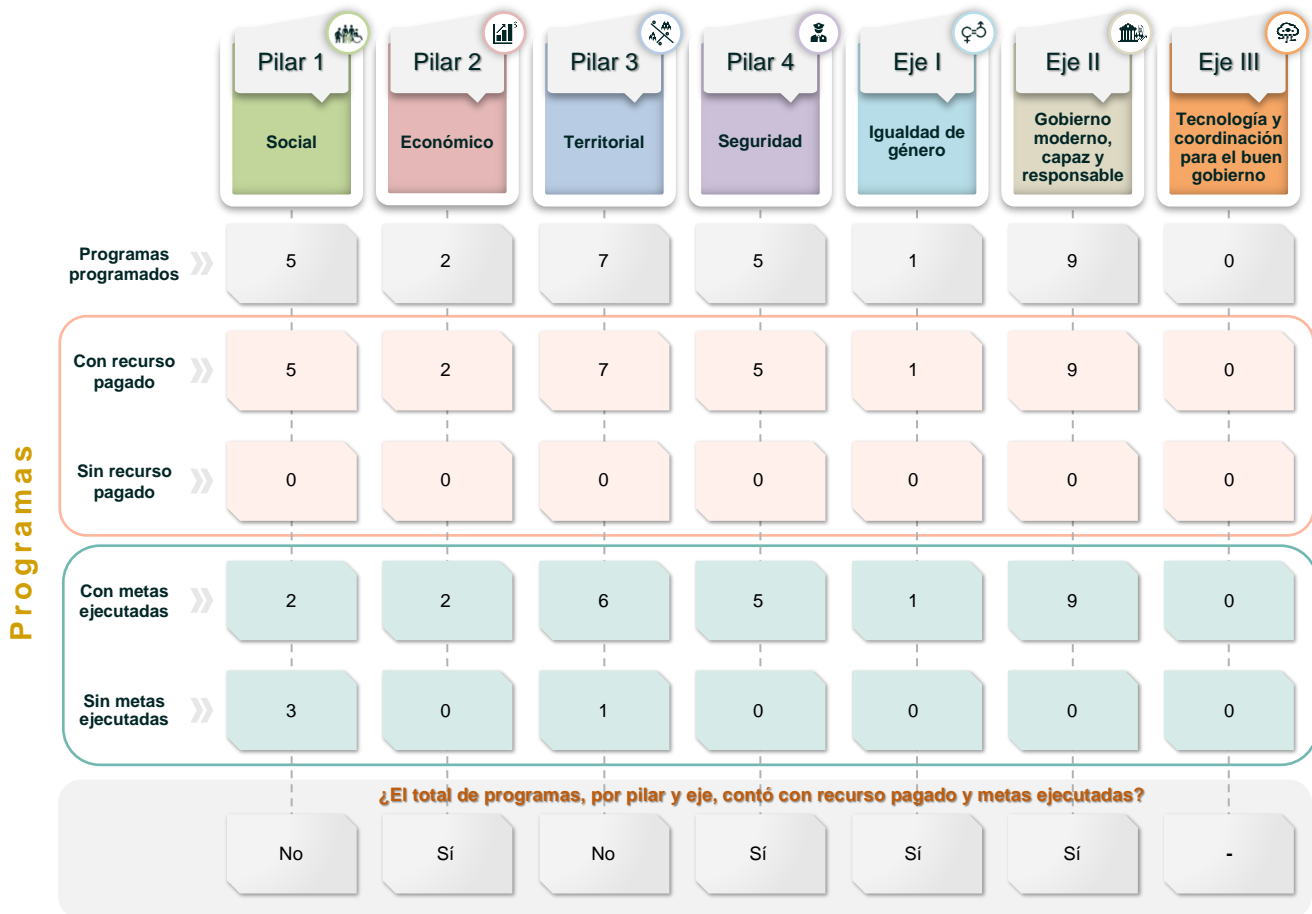 Pilar 1
Pilar 2
Pilar 3
Pilar 4
Eje I
Eje II
Eje III
Social
Económico
Territorial
Seguridad
Igualdad de
género
Gobierno
moderno,
capaz y
responsable
Tecnología y
coordinación
para el buen
gobierno
Programas
Programas
programados
5 2 7 5 1 9 0
Con recurso
pagado
5 2 7 5 1 9 0
Sin recurso
pagado
0 0 0 0 0 0 0
Con metas
ejecutadas
2 2 6 5 1 9 0
Sin metas
ejecutadas
3 0 1 0 0 0 0
¿El total de programas, por pilar y eje, contó con recurso pagado y metas ejecutadas?
No Sí No Sí Sí Sí -